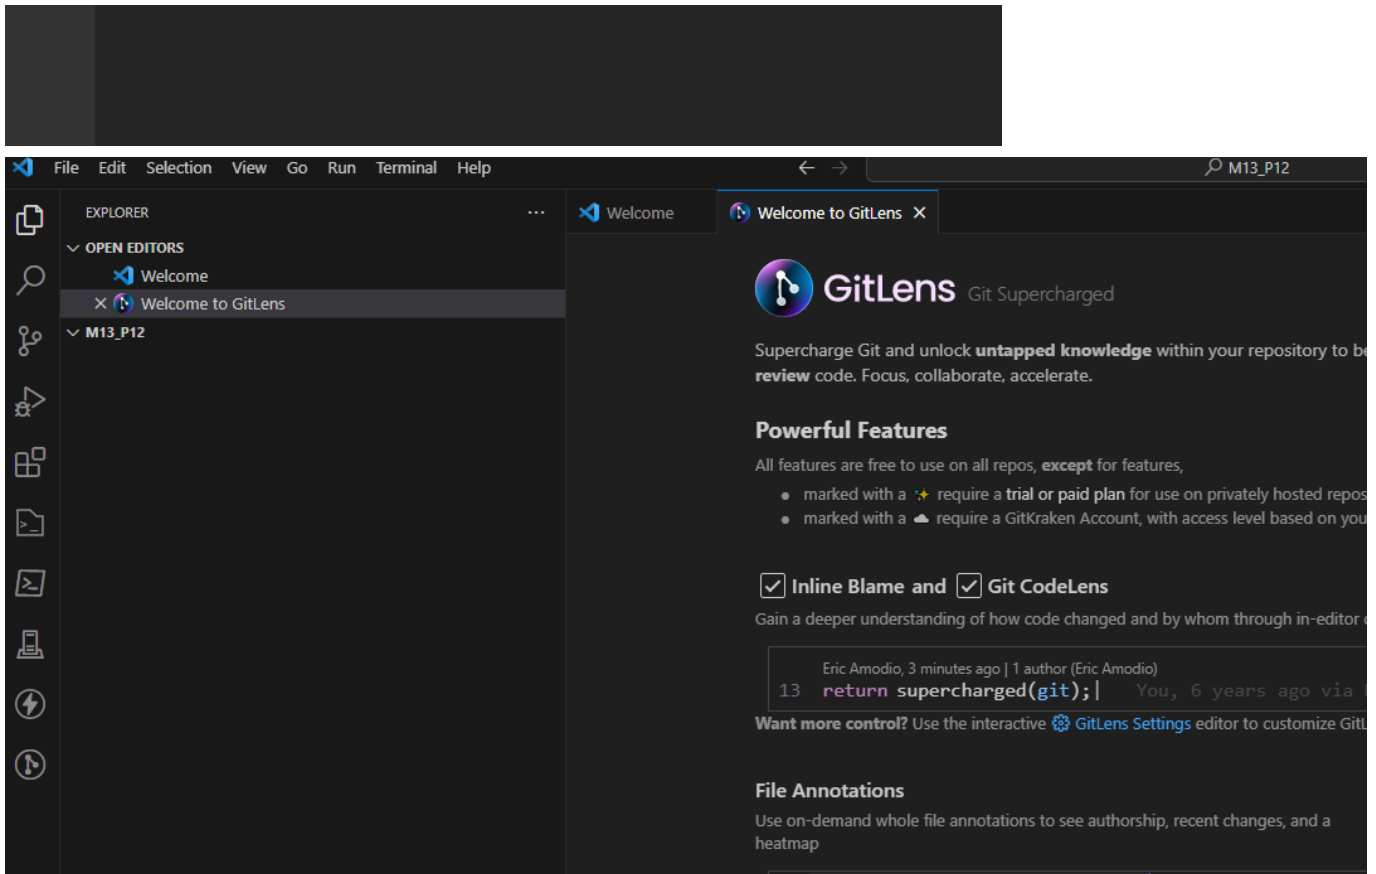 File Edit Selection View Go Run Terminal Help
M13_P12
EXPLORER
OPEN EDITORS
Welcome
Welcome to GitLens
M13_P12
Welcome
Welcome to GitLens
GitLens Git Supercharged
Supercharge Git and unlock untapped knowledge within your repository to
review code. Focus, collaborate, accelerate.
Powerful Features
All features are free to use on all repos, except for features,
marked with a ✨ require a trial or paid plan for use on privately hosted repos
marked with a ☁ require a GitKraken Account, with access level based on
Inline Blame and Git CodeLens
Gain a deeper understanding of how code changed and by whom through in-editor
Eric Amodio, 3 minutes ago | 1 author (Eric Amodio)
13 return supercharged(git);| You, 6 years ago via
Want more control? Use the interactive GitLens Settings editor to customize
File Annotations
Use on-demand whole file annotations to see authorship, recent changes, and a
heatmap